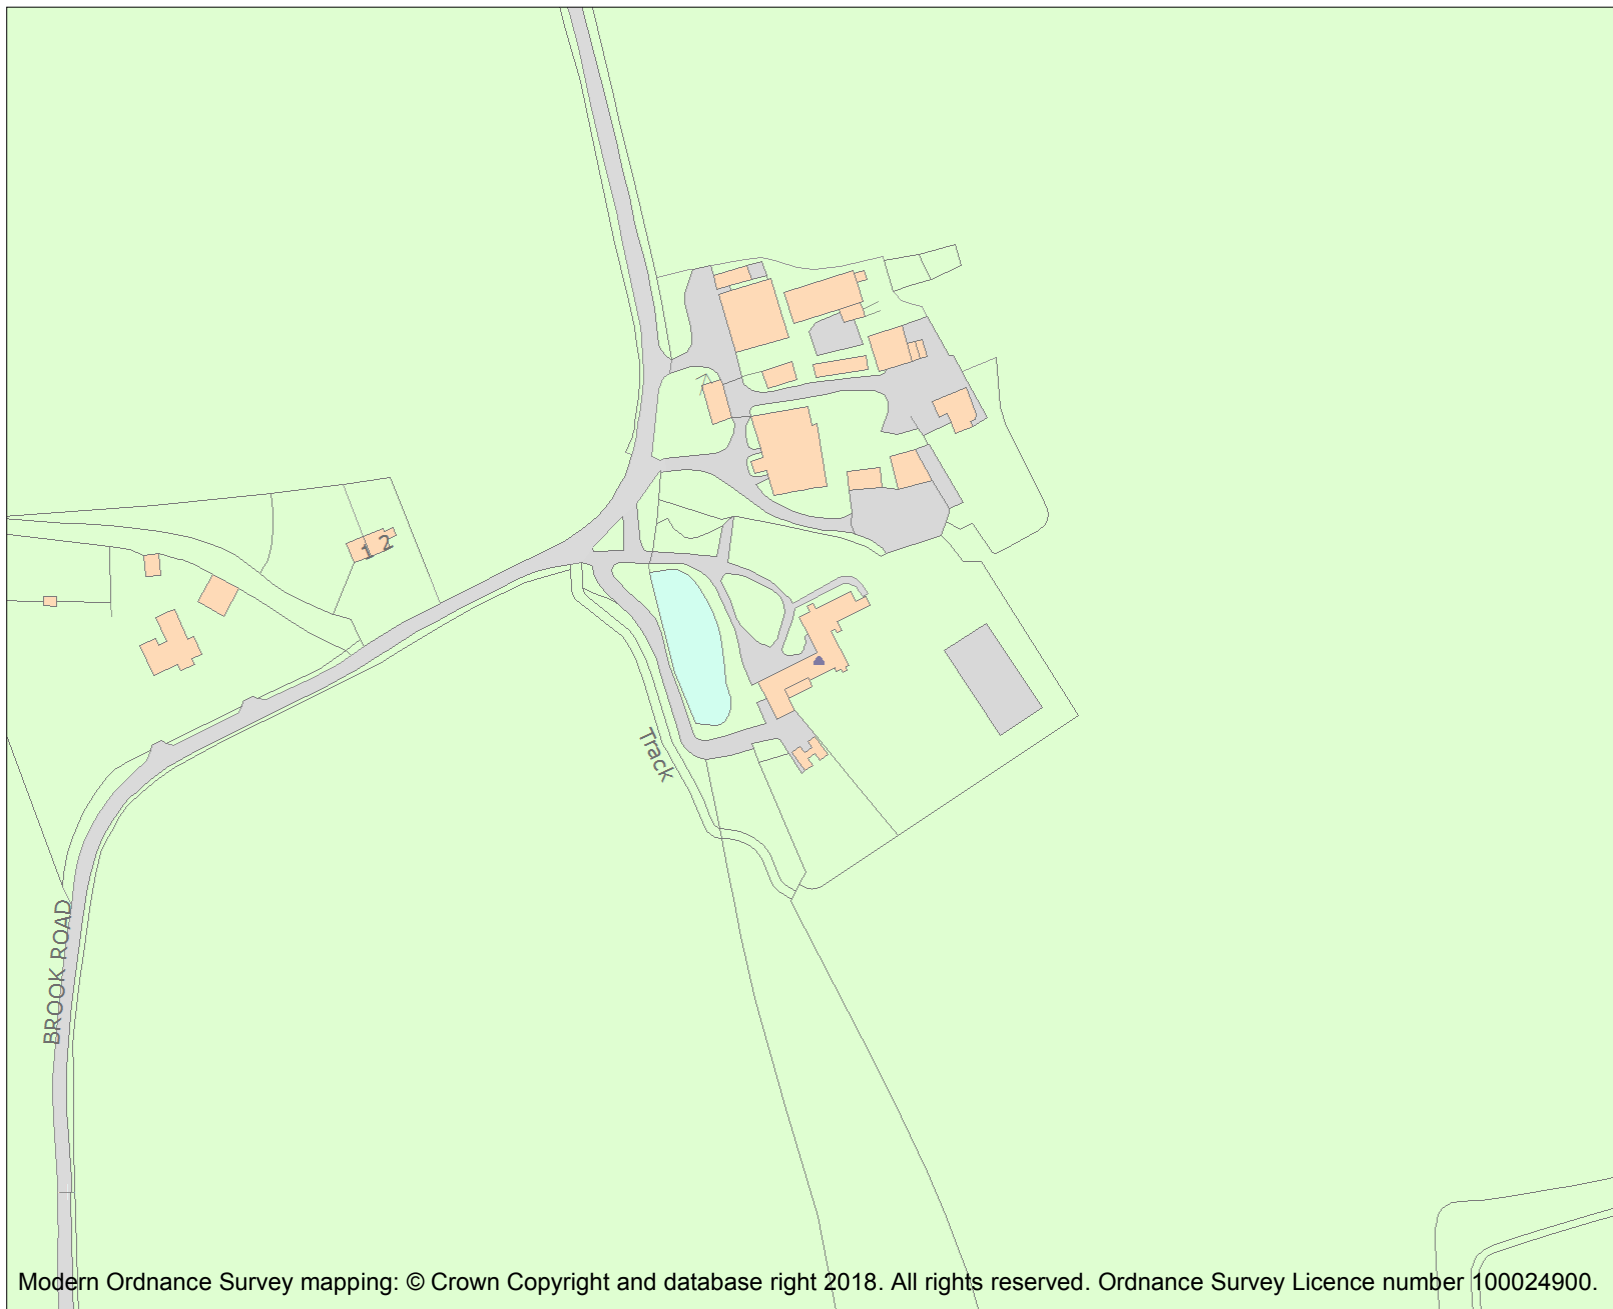 1 2
Track
BROOK ROAD
Modern Ordnance Survey mapping: © Crown Copyright and database right 2018. All rights reserved. Ordnance Survey Licence number 100024900.